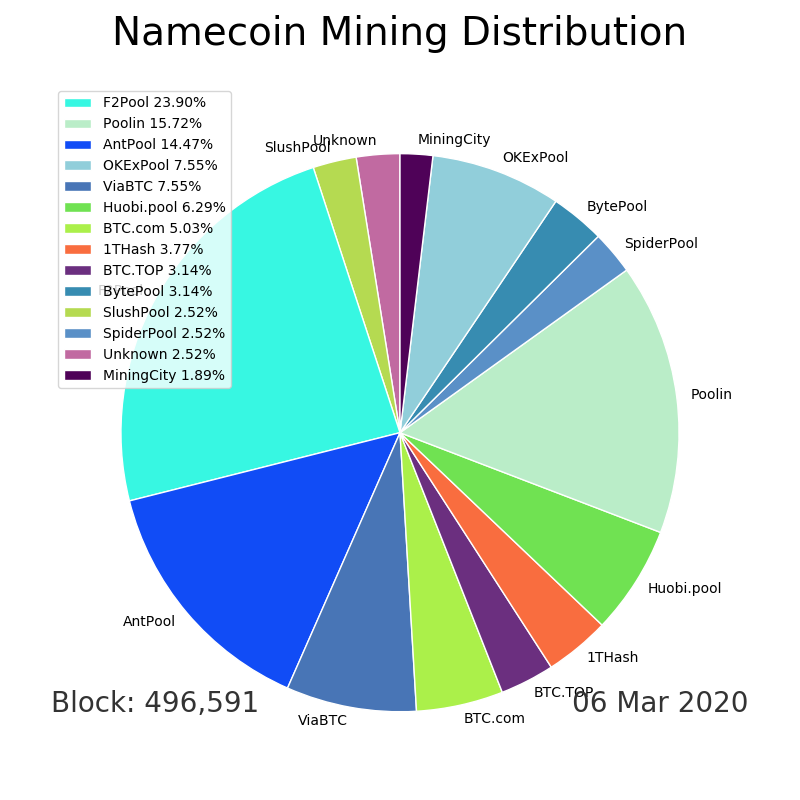 Namecoin Mining Distribution
F2Pool 23.90%
Poolin 15.72%
AntPool 14.47%
OKExPool 7.55%
ViaBTC 7.55%
Huobi.pool 6.29%
BTC.com 5.03%
1THash 3.77%
BTC.TOP 3.14%
BytePool 3.14%
SlushPool 2.52%
SpiderPool 2.52%
Unknown 2.52%
MiningCity 1.89%
SlushPool
Unknown
MiningCity
OKExPool
BytePool
SpiderPool
Poolin
Huobi.pool
1THash
BTC.TOP
BTC.com
ViaBTC
AntPool
Block: 496,591
06 Mar 2020